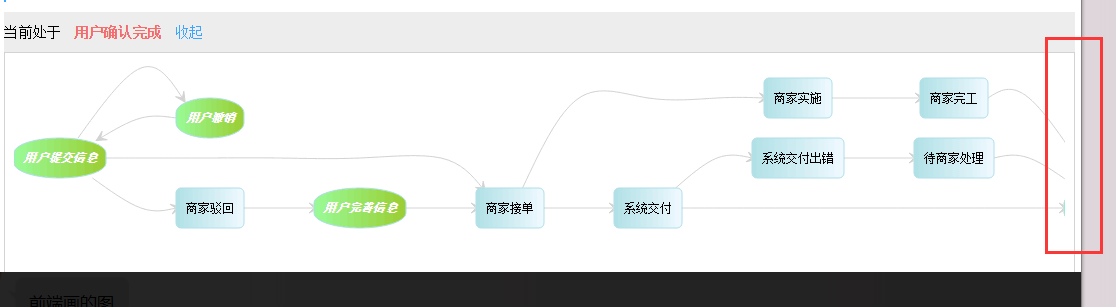 当前处于 用户确认完成 收起
商家实施 商家完工
用户撤销
用户提交信息 系统交付出错 待商家处理
商家驳回 用户完善信息 商家接单 系统交付
前端画的图